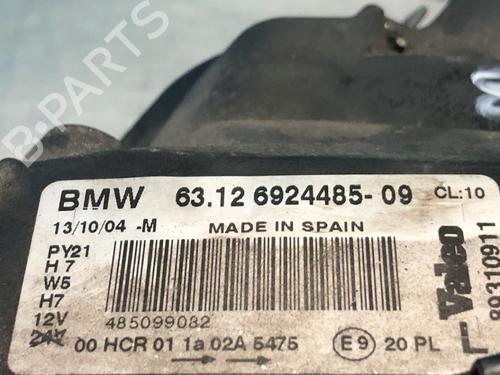 B-PARTS
BMW 63.12 6924485-09 CL:10
13/10/04 -M MADE IN SPAIN
PY21
H7
W5
H7
12V
24V
485099082
00 HCR 01 1a 02A 5475 E9 20 PL
Valeo
89310911